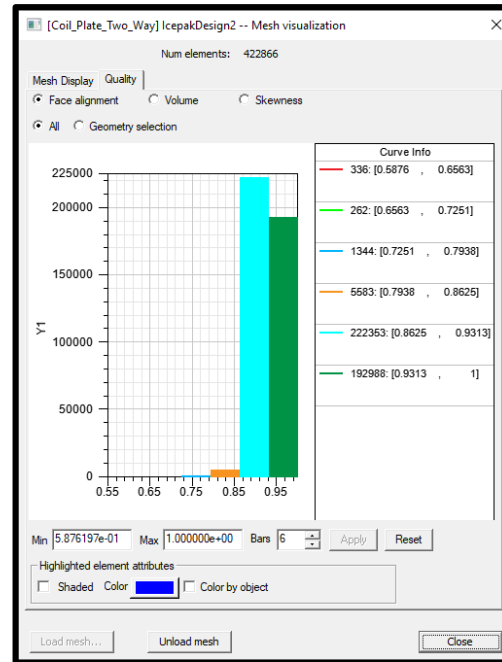 [Coil_Plate_Two_Way] IcepakDesign2 -- Mesh visualization
Num elements: 422866
Mesh Display Quality
Face alignment Volume Skewness
All Geometry selection
Curve Info
336: [0.5876 , 0.6563]
262: [0.6563 , 0.7251]
1344: [0.7251 , 0.7938]
5583: [0.7938 , 0.8625]
222353: [0.8625 , 0.9313]
192988: [0.9313 , 1]
225000
200000
150000
100000
50000
0
Y1
0.55 0.65 0.75 0.85 0.95
Min 5.876197e-01 Max 1.000000e+00 Bars 6 Apply Reset
Highlighted element attributes
Shaded Color Color by object
Load mesh... Unload mesh Close